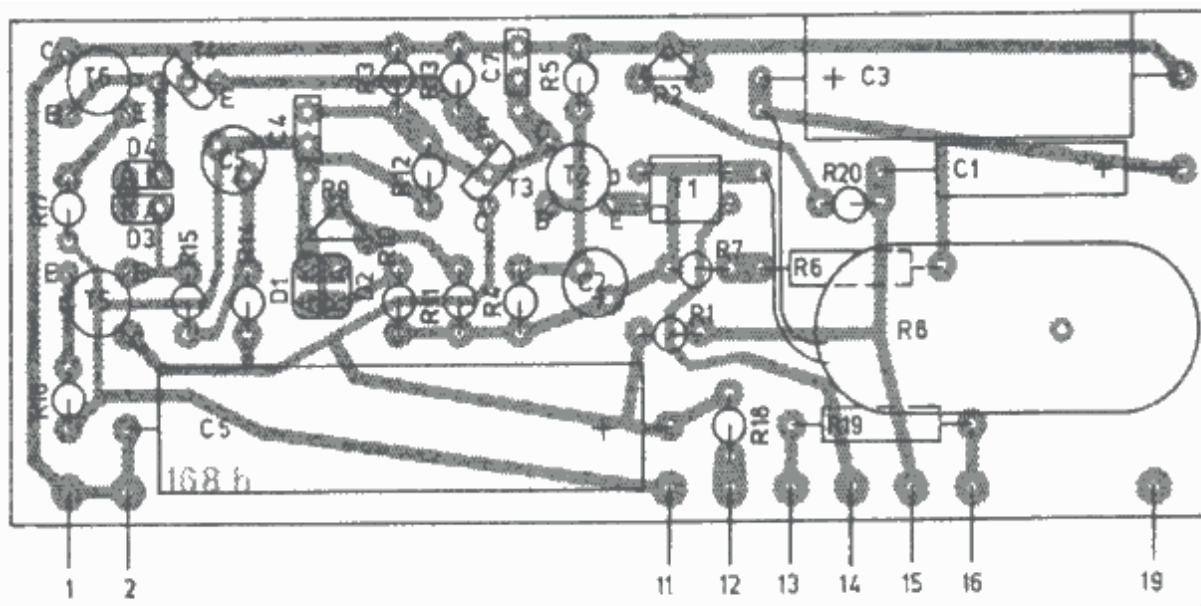 C
T6
E
R3
R13
C7
R5
R2
C3
+
B
E
C4
D4
C5
R12
T3
T2
B
E
T1
R20
C1
+
D3
R15
R14
R9
D1
D2
R11
R4
C2
+
R7
R6
B
T5
R1
R8
R16
C5
+
R18
R19
168 h
1
2
11
12
13
14
15
16
19